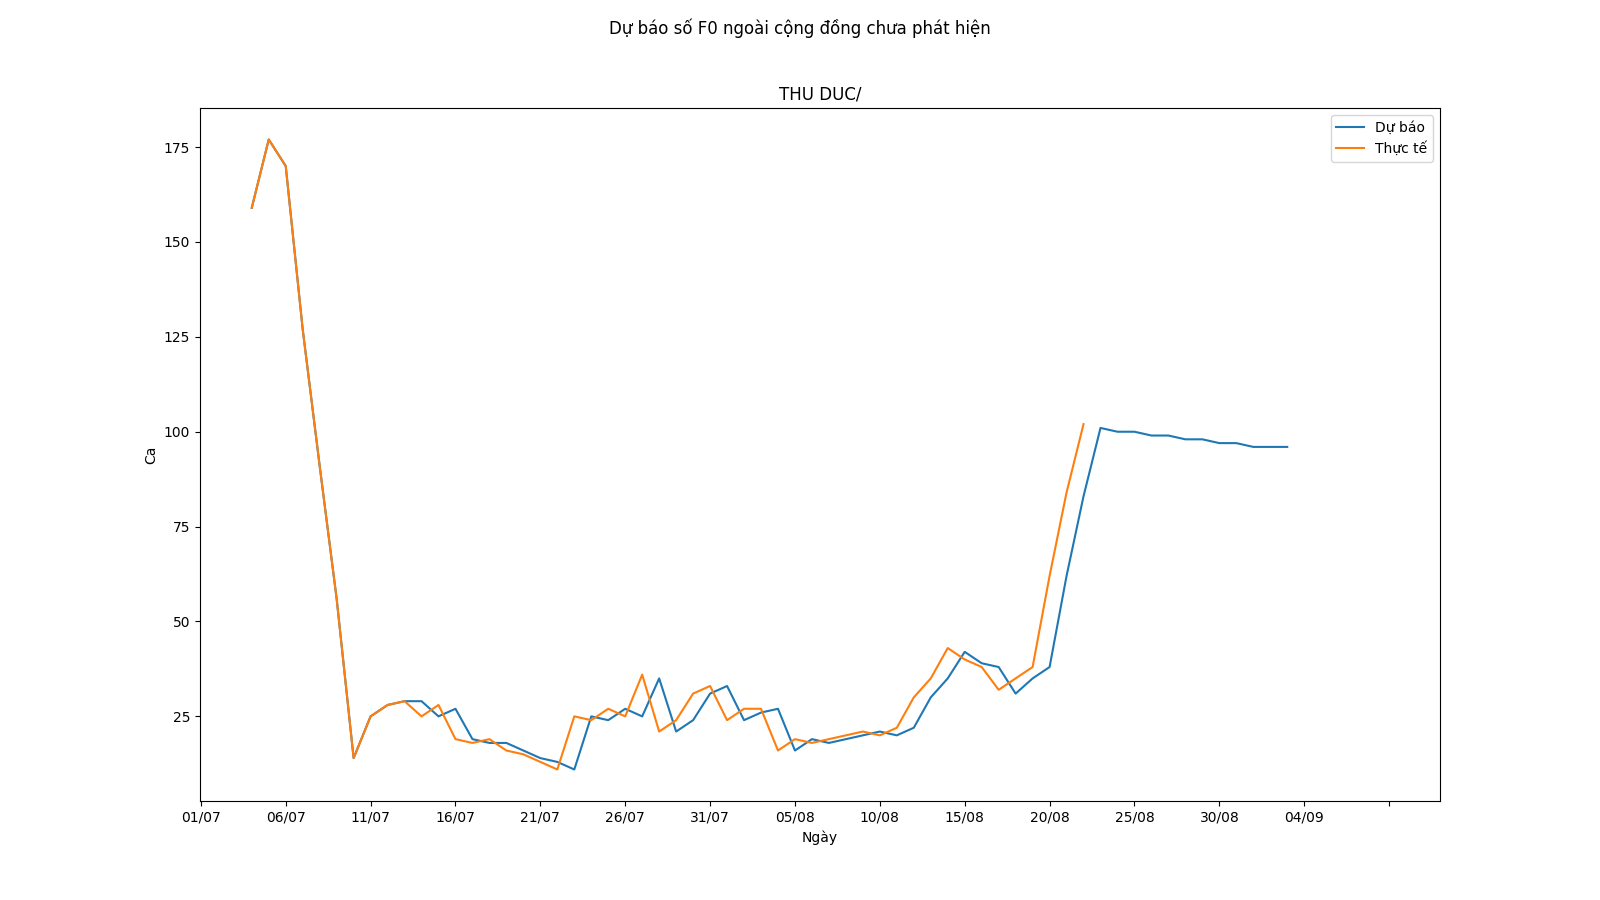 Dự báo số F0 ngoài cộng đồng chưa phát hiện
THU DUC/
Dự báo
Thực tế
175
150
125
100
75
50
25
Ca
01/07 06/07 11/07 16/07 21/07 26/07 31/07 05/08 10/08 15/08 20/08 25/08 30/08 04/09
Ngày